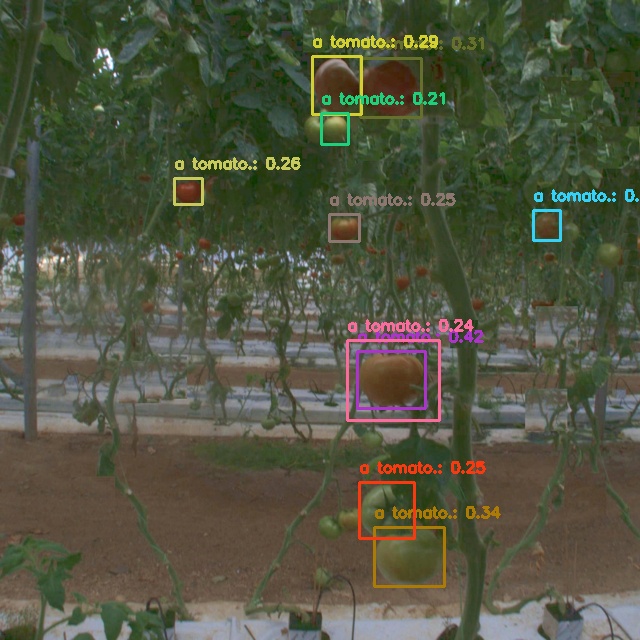 a tomato.: 0.29
0.31
a tomato.: 0.21
a tomato.: 0.26
a tomato.: 0.25
a tomato.: 0.
a tomato.: 0.24
0.42
a tomato.: 0.25
a tomato.: 0.34